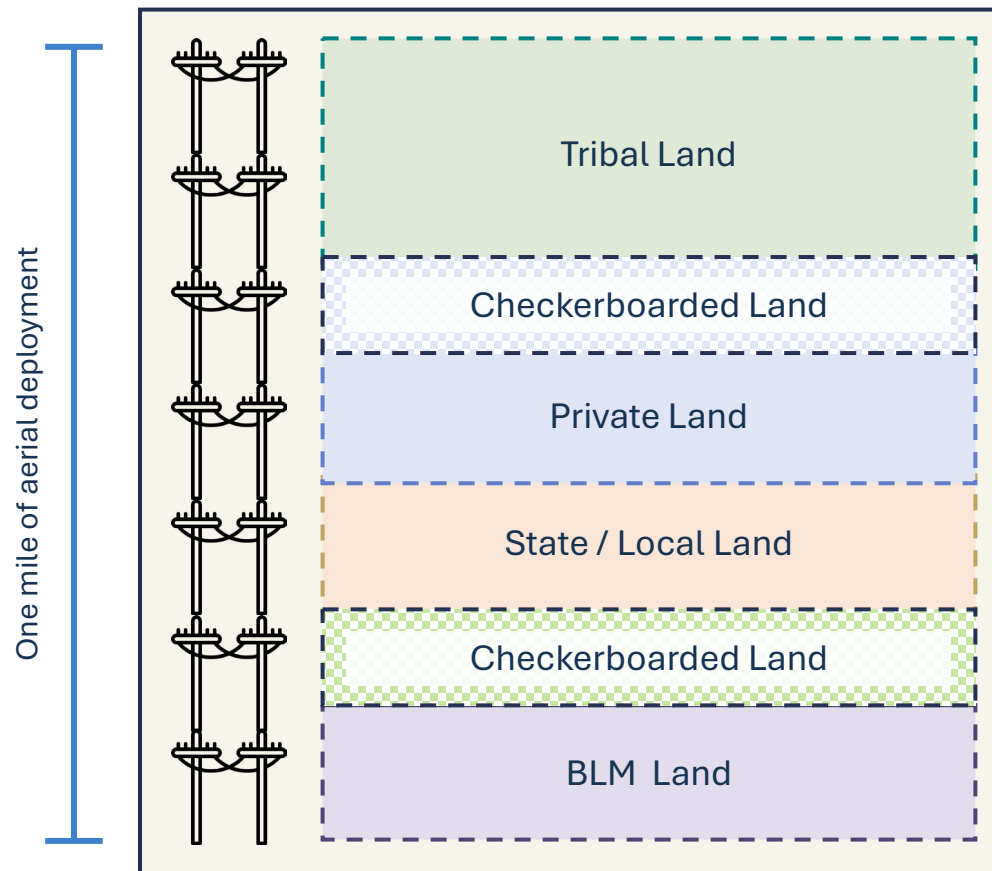 One mile of aerial deployment
Tribal Land
Checkerboarded Land
Private Land
State / Local Land
Checkerboarded Land
BLM  Land